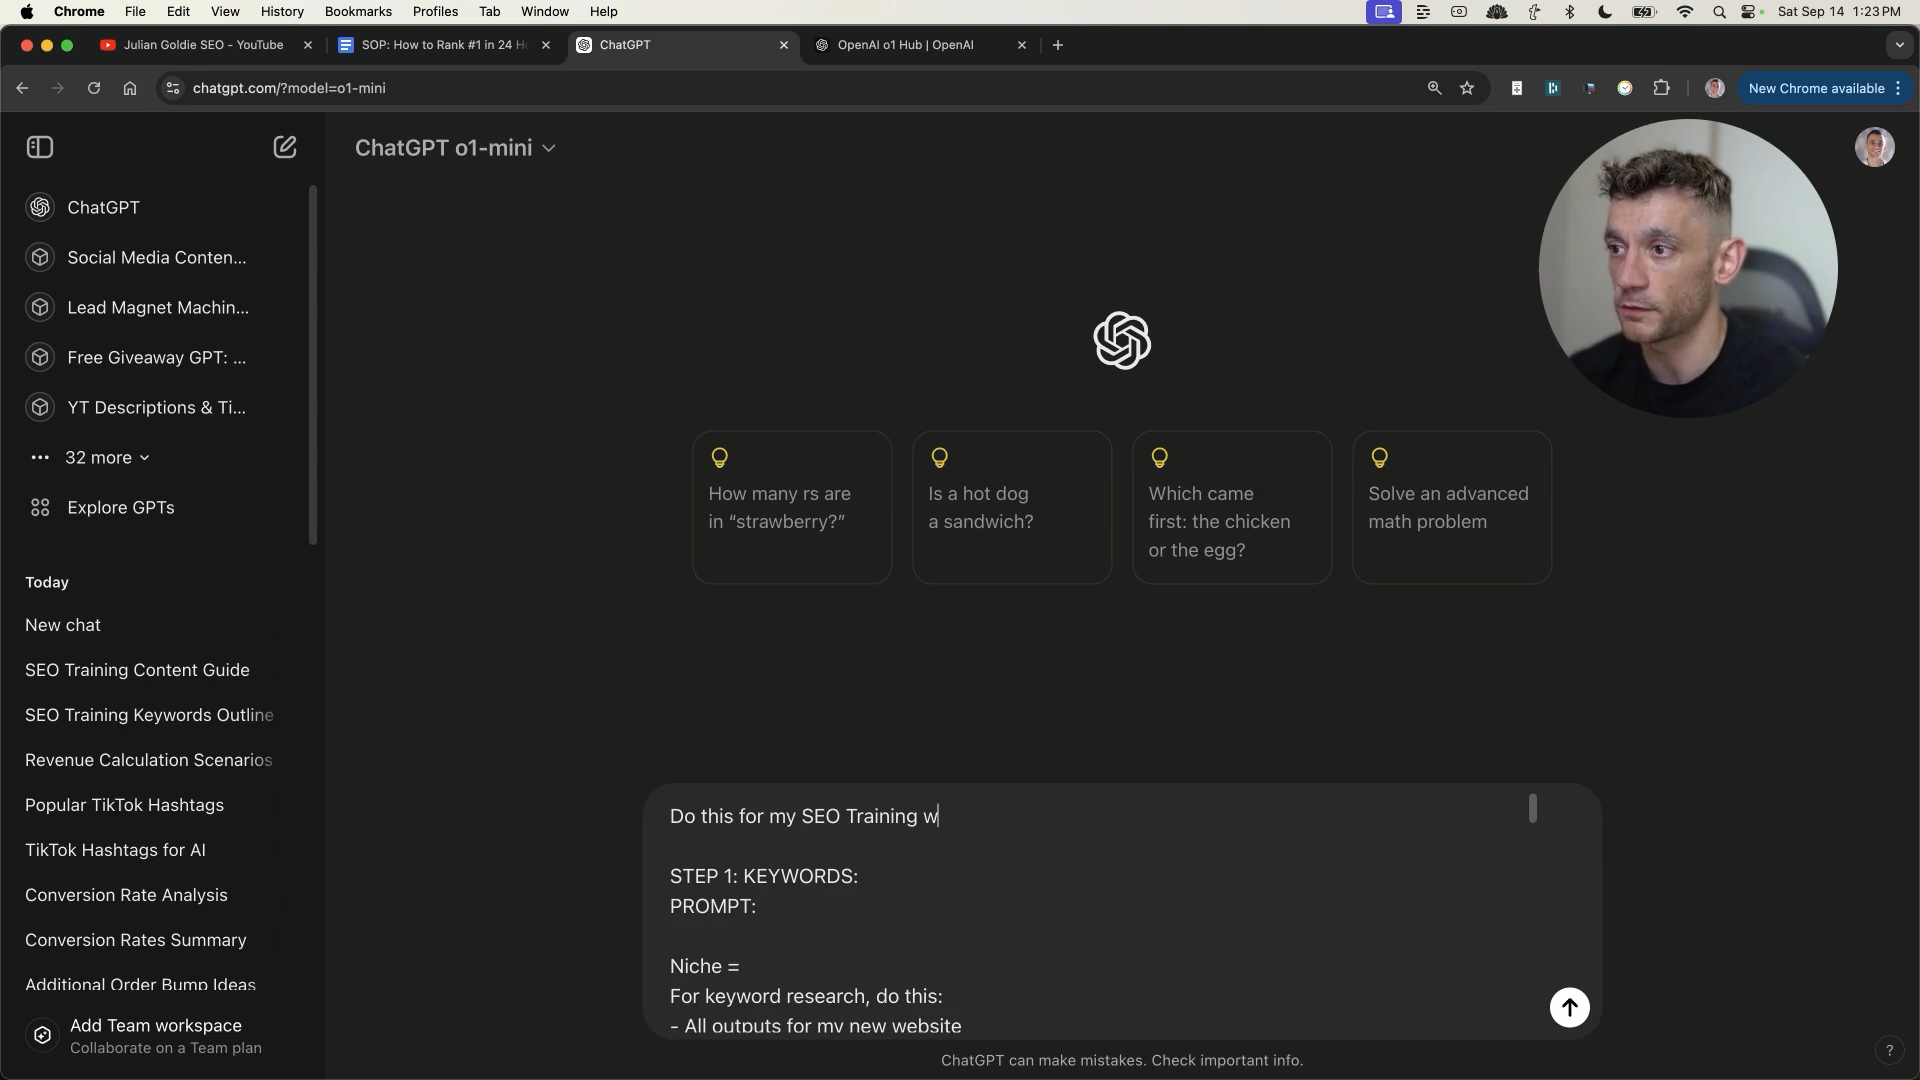 Chrome File Edit View History Bookmarks Profiles Tab Window Help Sat Sep 14 1:23 PM
Julian Goldie SEO - YouTube SOP: How to Rank #1 in 24 H ChatGPT OpenAI o1 Hub | OpenAI
chatgpt.com/?model=o1-mini New Chrome available
ChatGPT o1-mini
ChatGPT
Social Media Conten...
Lead Magnet Machin...
Free Giveaway GPT: ...
YT Descriptions & Ti...
32 more
Explore GPTs
Today
New chat
SEO Training Content Guide
SEO Training Keywords Outline
Revenue Calculation Scenarios
Popular TikTok Hashtags
TikTok Hashtags for AI
Conversion Rate Analysis
Conversion Rates Summary
Additional Order Bump Ideas
Add Team workspace
Collaborate on a Team plan
How many rs are
in “strawberry?”
Is a hot dog
a sandwich?
Which came
first: the chicken
or the egg?
Solve an advanced
math problem
Do this for my SEO Training w
STEP 1: KEYWORDS:
PROMPT:
Niche =
For keyword research, do this:
- All outputs for my new website
ChatGPT can make mistakes. Check important info.
?